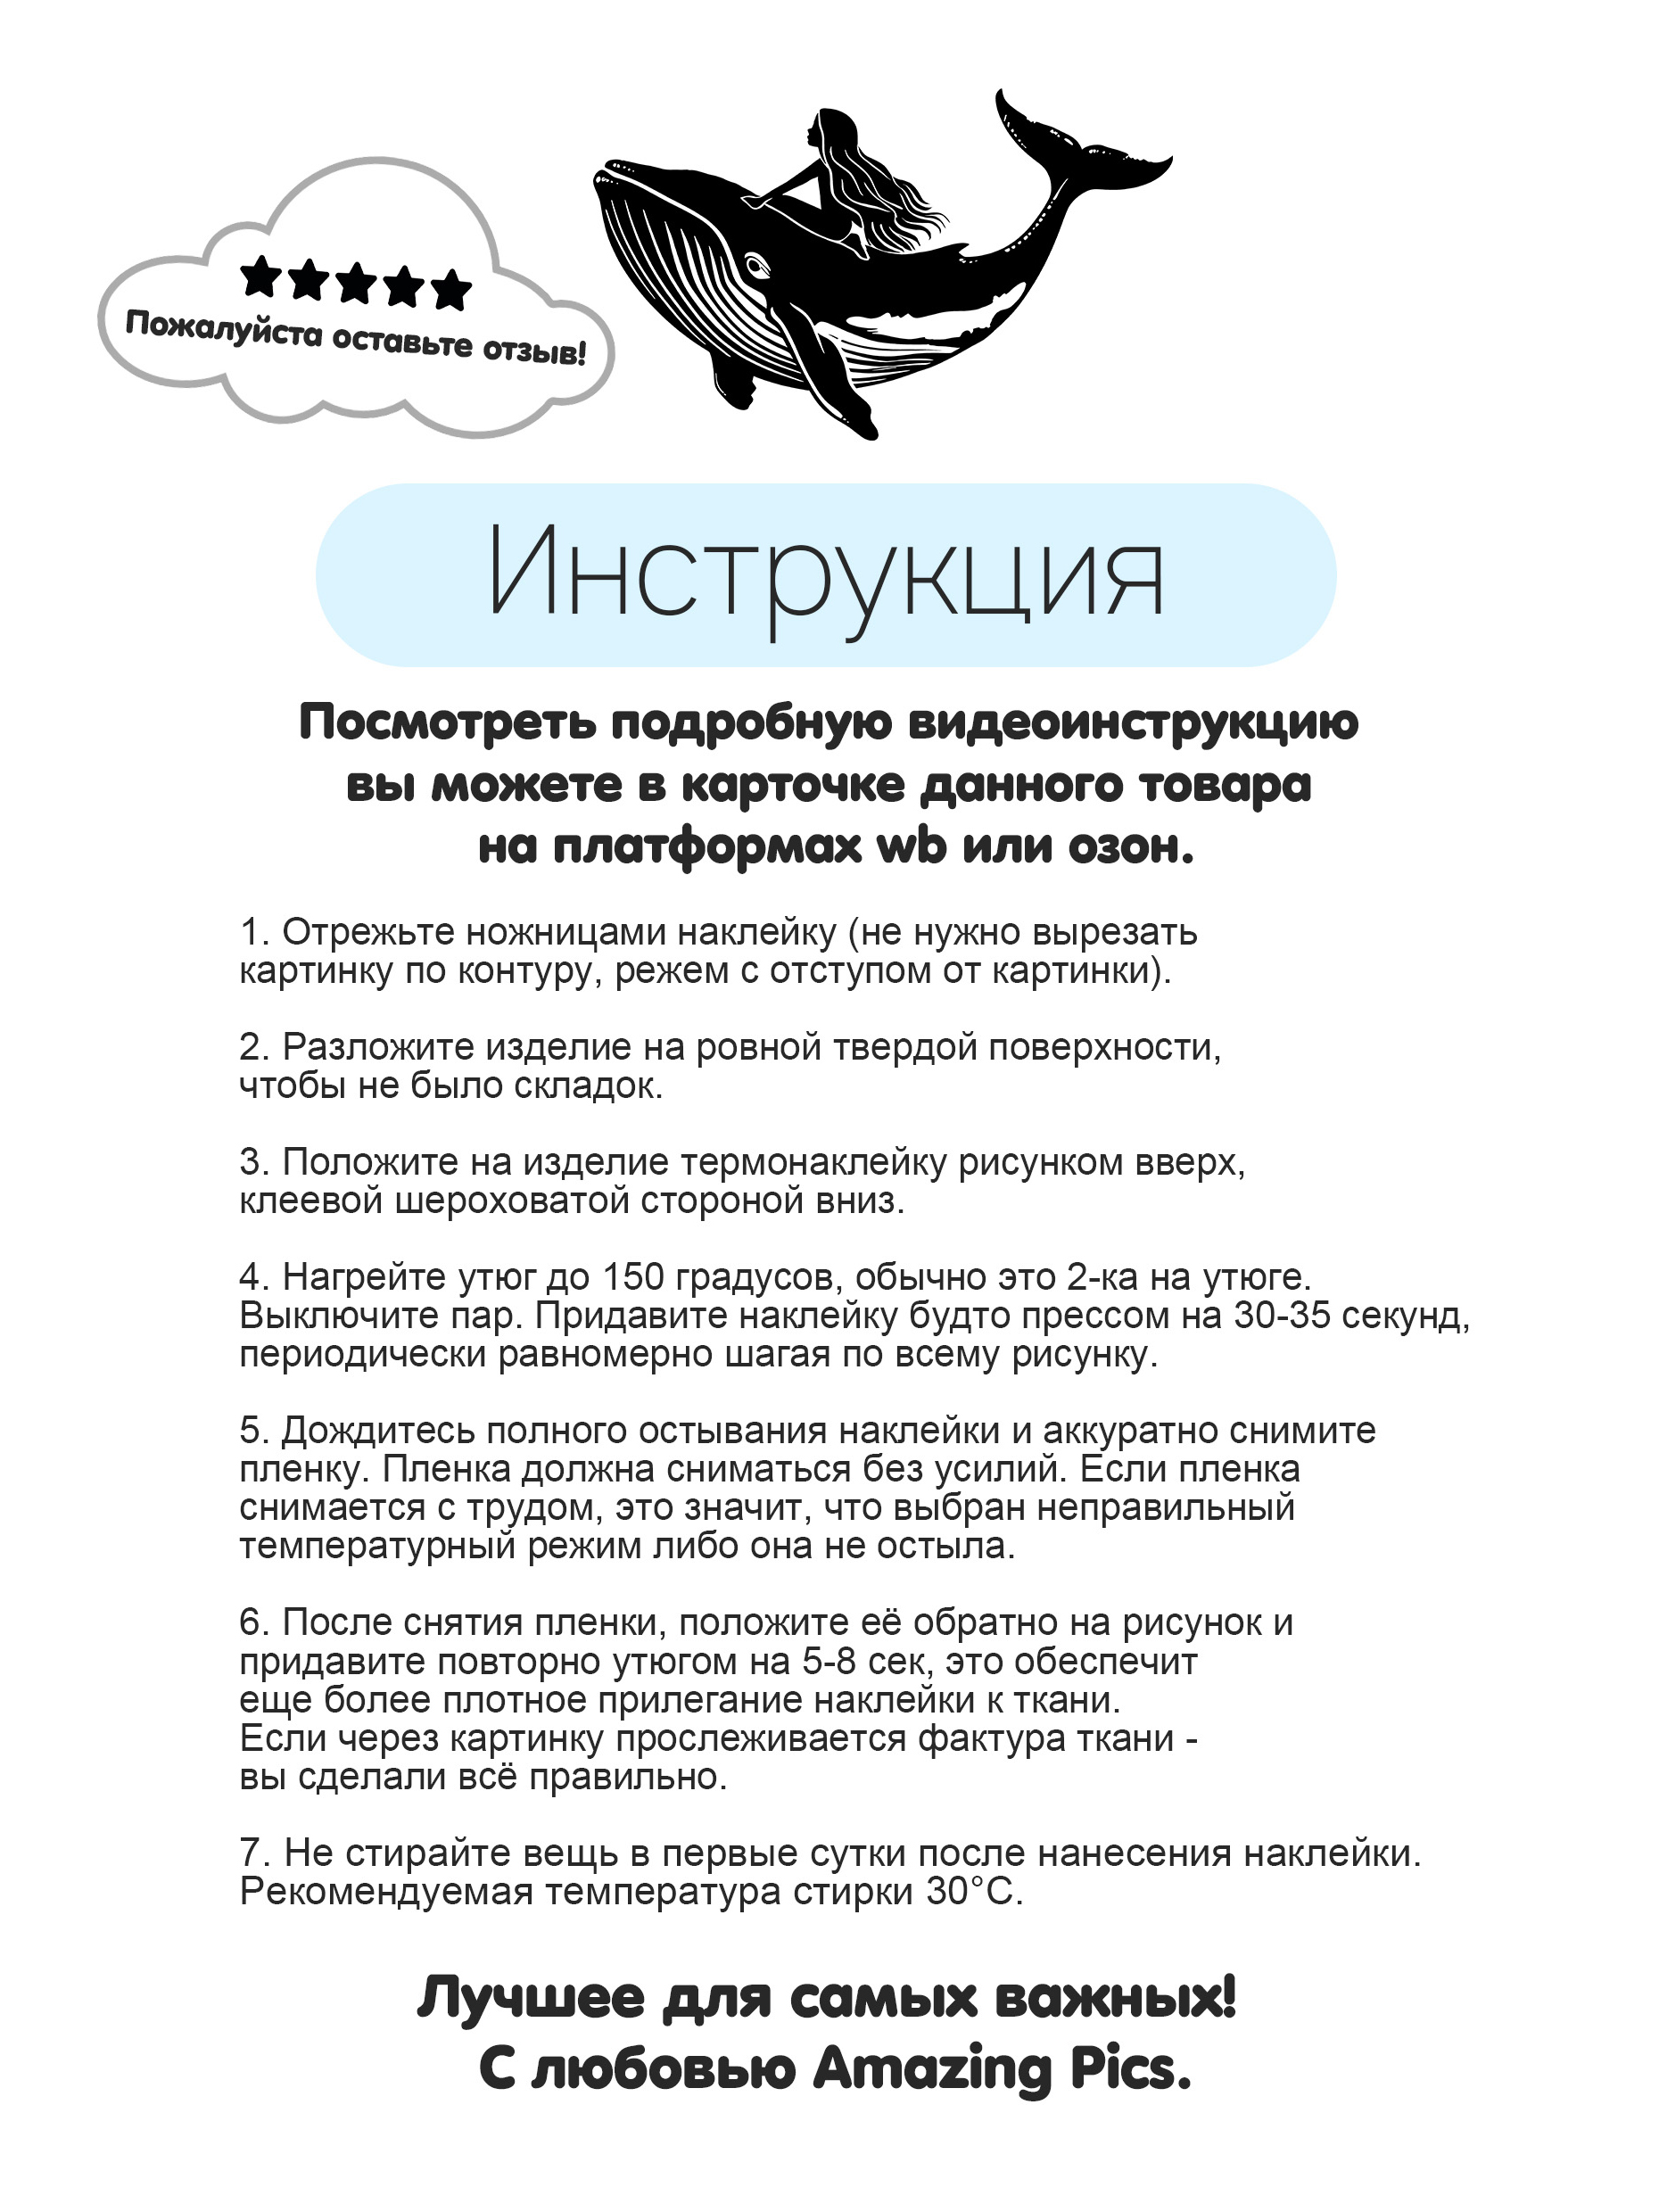 Пожалуйста оставьте отзыв!
Инструкция
Посмотреть подробную видеоинструкцию
вы можете в карточке данного товара
на платформах wb или озон.
1. Отрежьте ножницами наклейку (не нужно вырезать
картинку по контуру, режем с отступом от картинки).
2. Разложите изделие на ровной твердой поверхности,
чтобы не было складок.
3. Положите на изделие термонаклейку рисунком вверх,
клеевой шероховатой стороной вниз.
4. Нагрейте утюг до 150 градусов, обычно это 2-ка на утюге.
Выключите пар. Придавите наклейку будто прессом на 30-35 секунд,
периодически равномерно шагая по всему рисунку.
5. Дождитесь полного остывания наклейки и аккуратно снимите
пленку. Пленка должна сниматься без усилий. Если пленка
снимается с трудом, это значит, что выбран неправильный
температурный режим либо она не остыла.
6. После снятия пленки, положите её обратно на рисунок и
придавите повторно утюгом на 5-8 сек, это обеспечит
еще более плотное прилегание наклейки к ткани.
Если через картинку прослеживается фактура ткани -
вы сделали всё правильно.
7. Не стирайте вещь в первые сутки после нанесения наклейки.
Рекомендуемая температура стирки 30°C.
Лучшее для самых важных!
С любовью Amazing Pics.